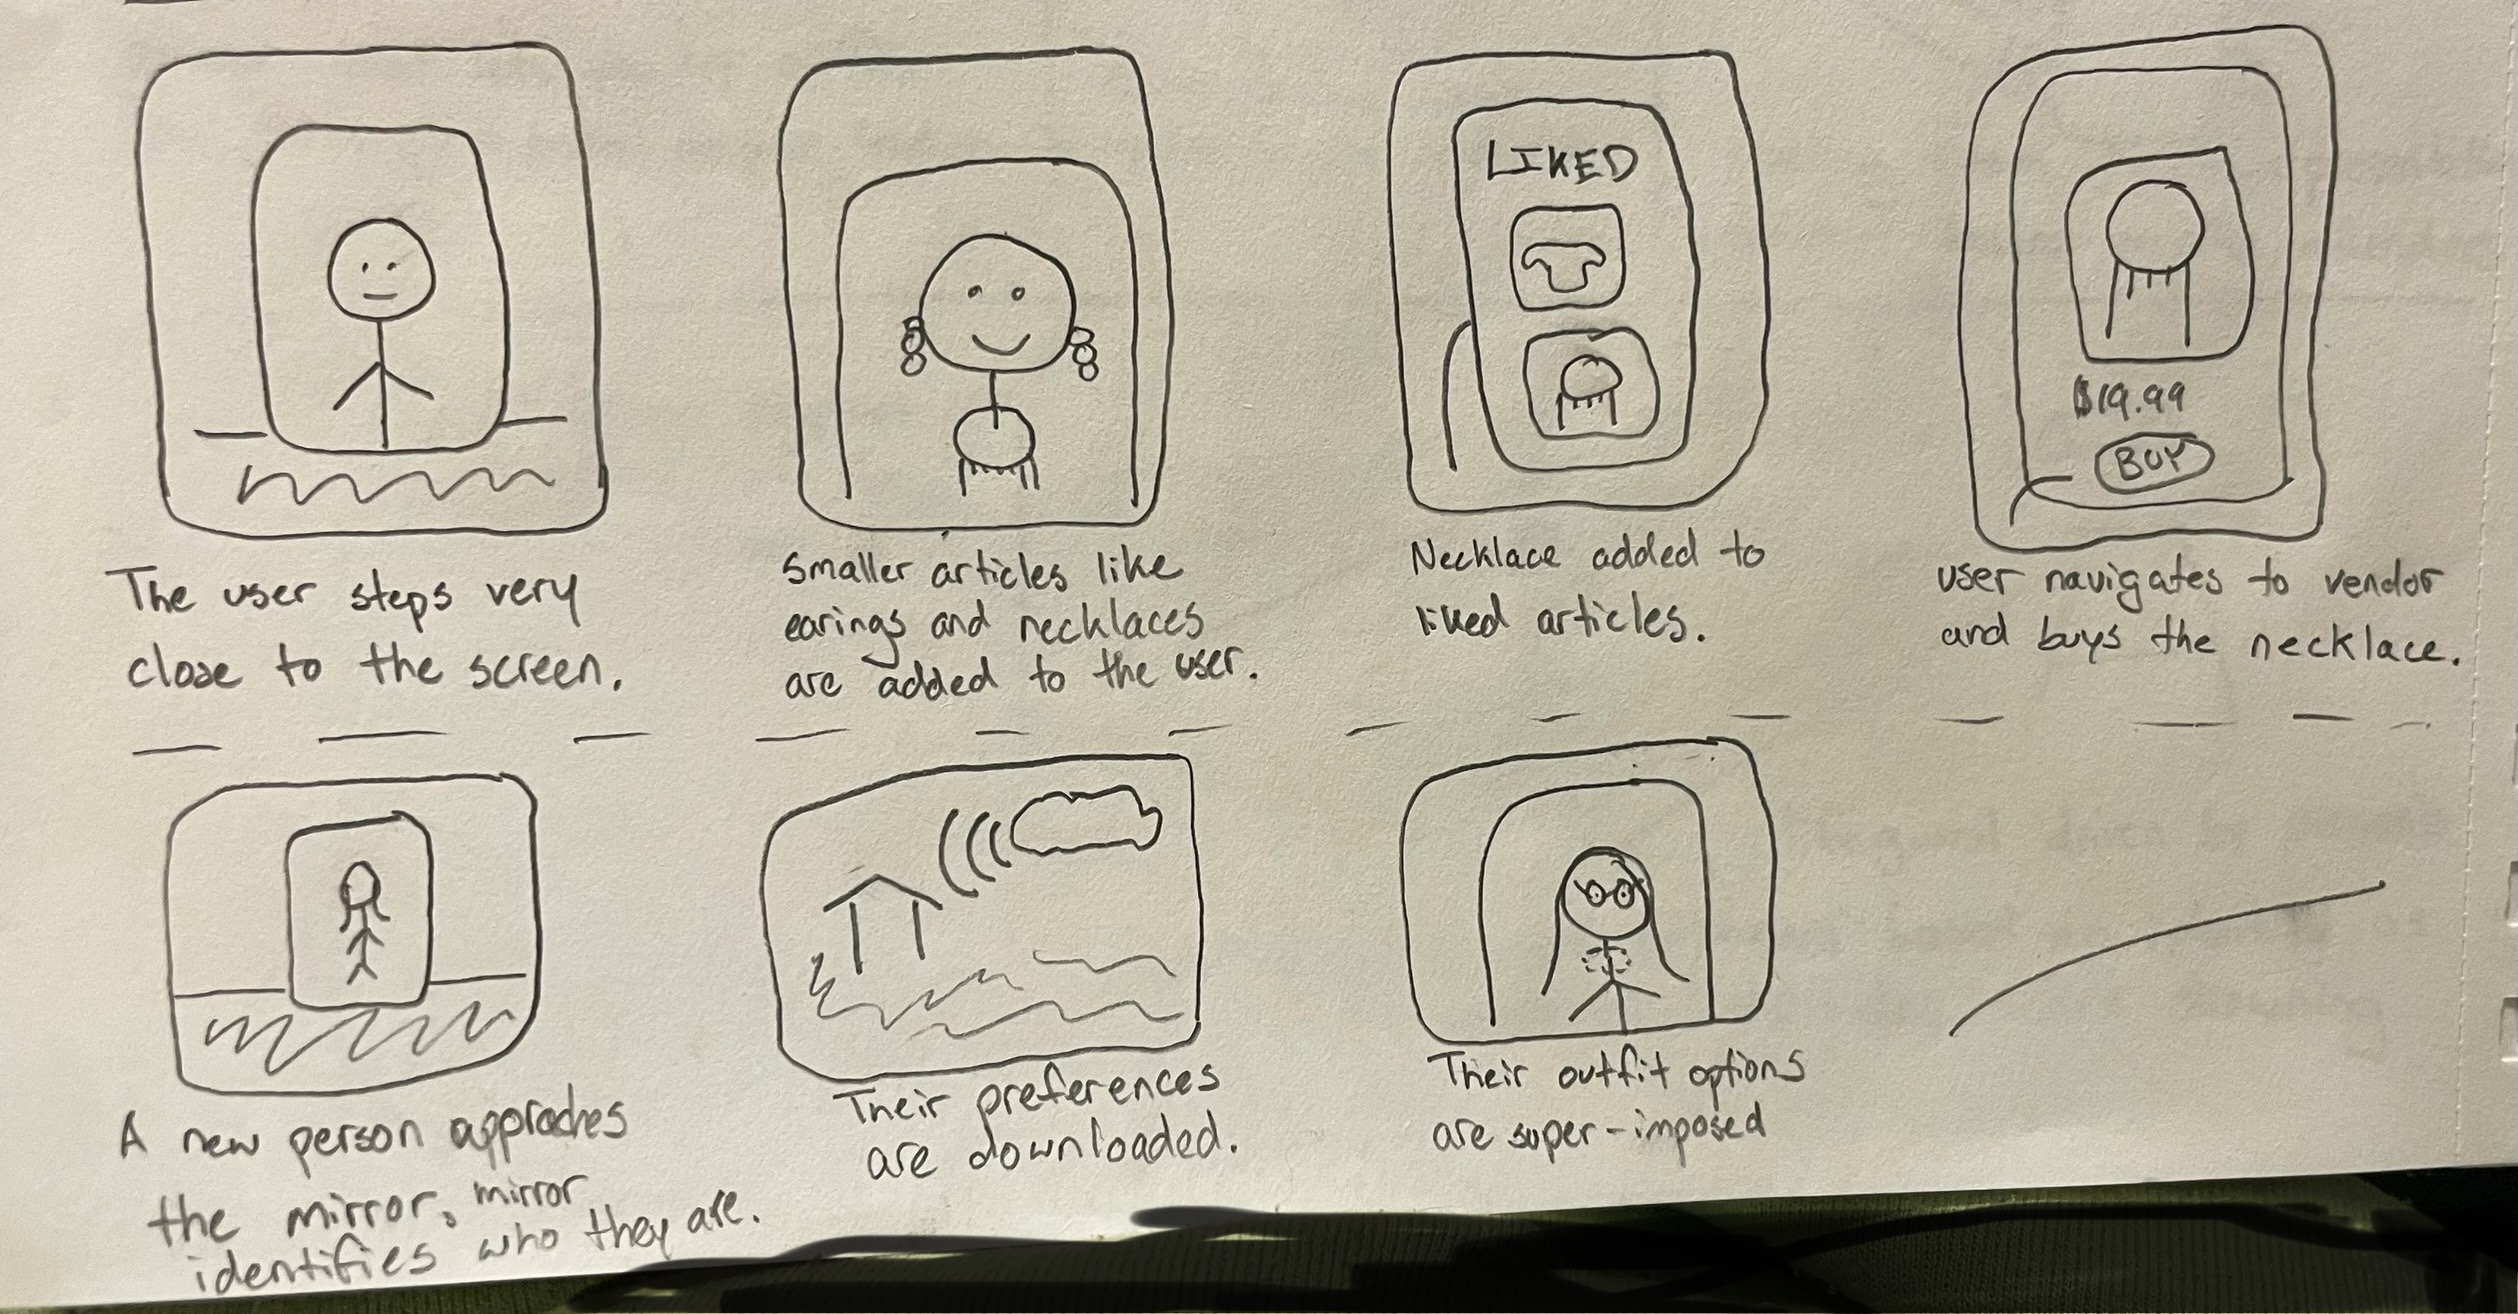 The user steps very
close to the screen.
Smaller articles like
earings and necklaces
are added to the user.
LIKED
Necklace added to
liked articles.
$19.99
BUY
user navigates to vendor
and buys the necklace.
A new person approaches
the mirror, mirror
identifies who they are.
Their preferences
are downloaded.
Their outfit options
are super-imposed